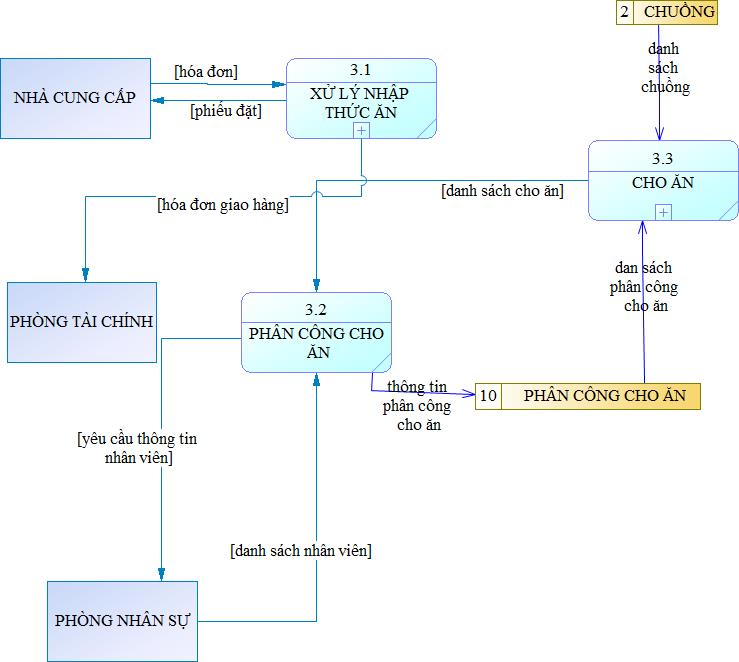 2 CHUỒNG
danh
sách
chuồng
NHÀ CUNG CẤP
[hóa đơn]
[phiếu đặt]
3.1
XỬ LÝ NHẬP
THỨC ĂN
3.3
CHO ĂN
[danh sách cho ăn]
[hóa đơn giao hàng]
dan sách
phân công
cho ăn
PHÒNG TÀI CHÍNH
3.2
PHÂN CÔNG CHO
ĂN
thông tin
phân công
cho ăn
10 PHÂN CÔNG CHO ĂN
[yêu cầu thông tin
nhân viên]
[danh sách nhân viên]
PHÒNG NHÂN SỰ